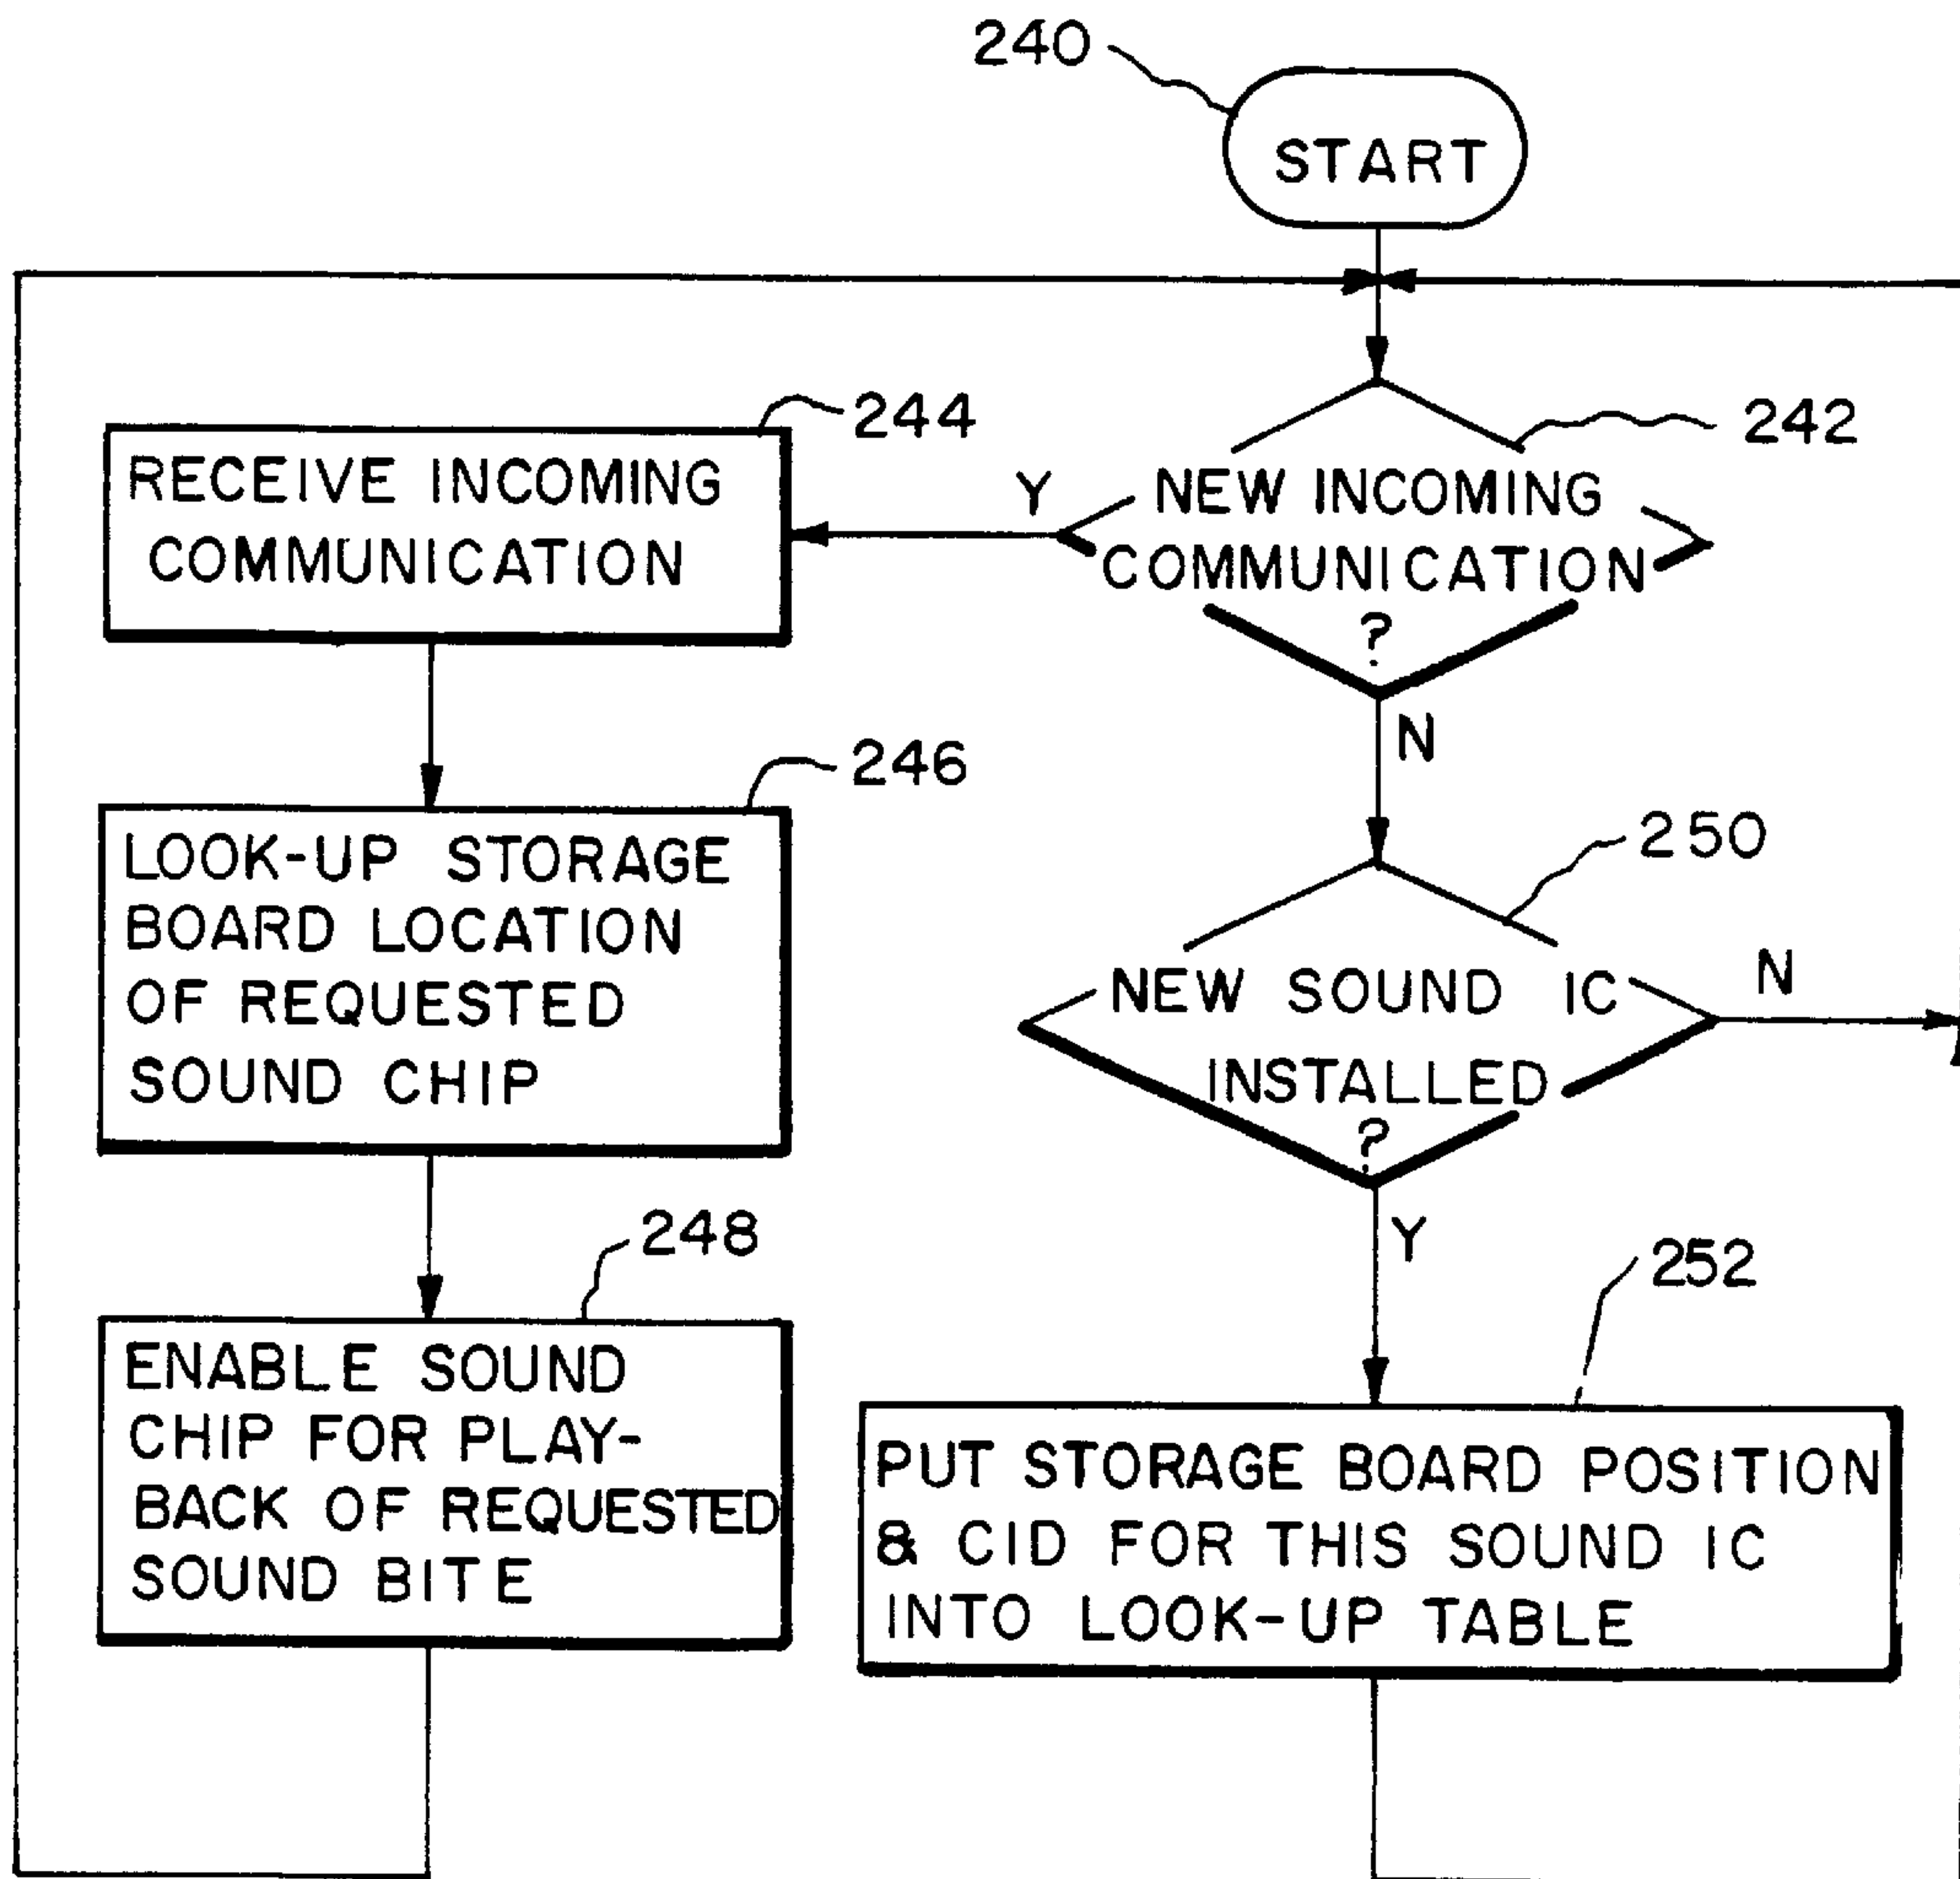 240
START
244
242
RECEIVE INCOMING
COMMUNICATION
Y
NEW INCOMING
COMMUNICATION
?
N
246
LOOK-UP STORAGE
BOARD LOCATION
OF REQUESTED
SOUND CHIP
250
NEW SOUND IC
INSTALLED
?
N
Y
248
ENABLE SOUND
CHIP FOR PLAY-
BACK OF REQUESTED
SOUND BITE
252
PUT STORAGE BOARD POSITION
& CID FOR THIS SOUND IC
INTO LOOK-UP TABLE